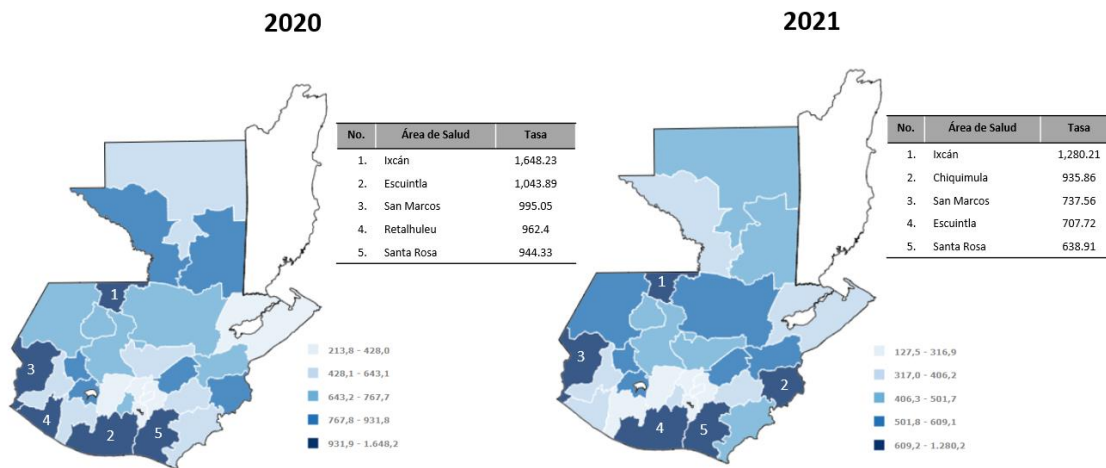 2020
No. Área de Salud Tasa
1. Ixcán 1,648.23
2. Escuintla 1,043.89
3. San Marcos 995.05
4. Retalhuleu 962.4
5. Santa Rosa 944.33
1
3
4
2
5
213,8 - 428,0
428,1 - 643,1
643,2 - 767,7
767,8 - 931,8
931,9 - 1.648,2
2021
No. Área de Salud Tasa
1. Ixcán 1,280.21
2. Chiquimula 935.86
3. San Marcos 737.56
4. Escuintla 707.72
5. Santa Rosa 638.91
1
3
2
4
5
127,5 - 316,9
317,0 - 406,2
406,3 - 501,7
501,8 - 609,1
609,2 - 1.280,2